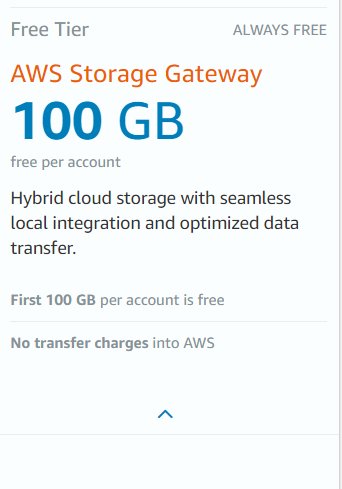 Free Tier
ALWAYS FREE
AWS Storage Gateway
100 GB
free per account
Hybrid cloud storage with seamless
local integration and optimized data
transfer.
First 100 GB per account is free
No transfer charges into AWS